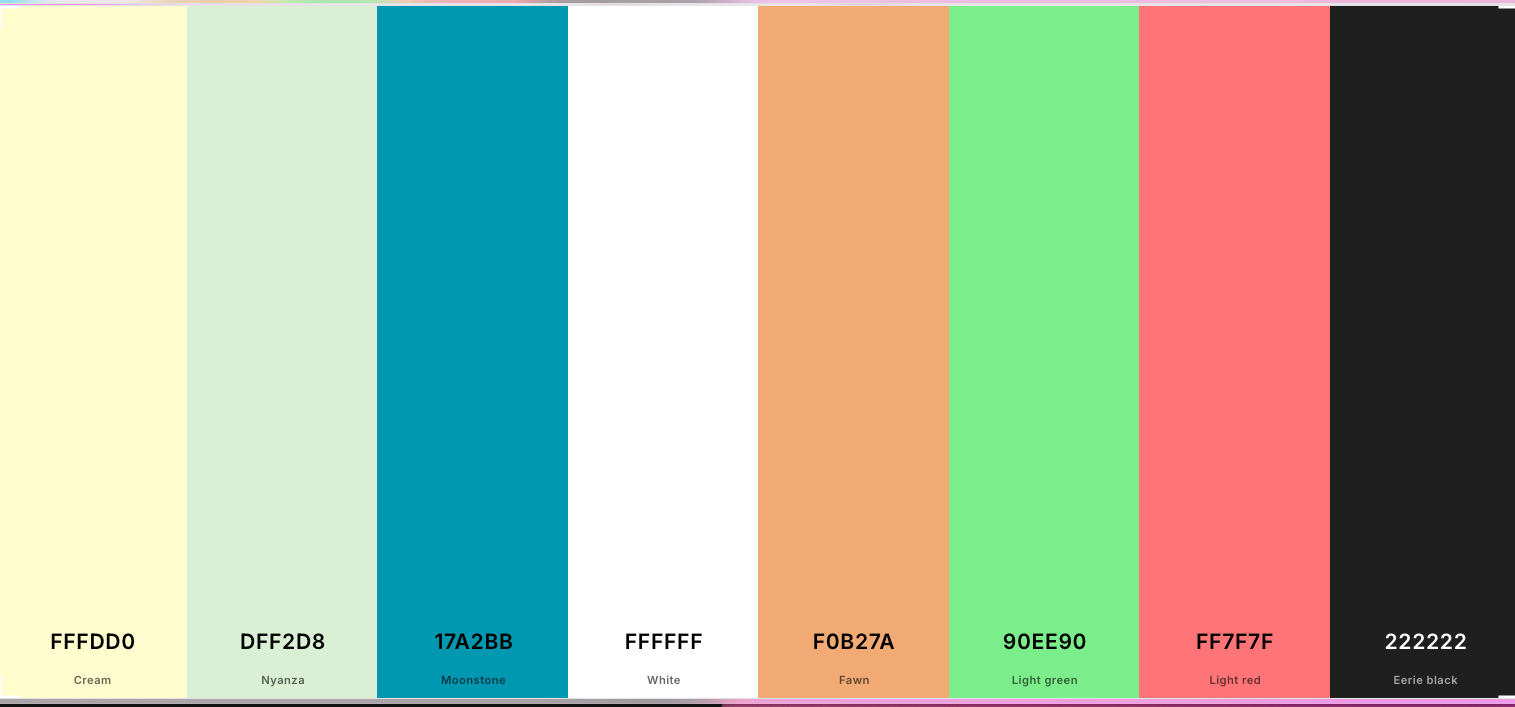 FFFDD0
Cream
DFF2D8
Nyanza
17A2BB
Moonstone
FFFFFF
White
F0B27A
Fawn
90EE90
Light green
FF7F7F
Light red
222222
Eerie black